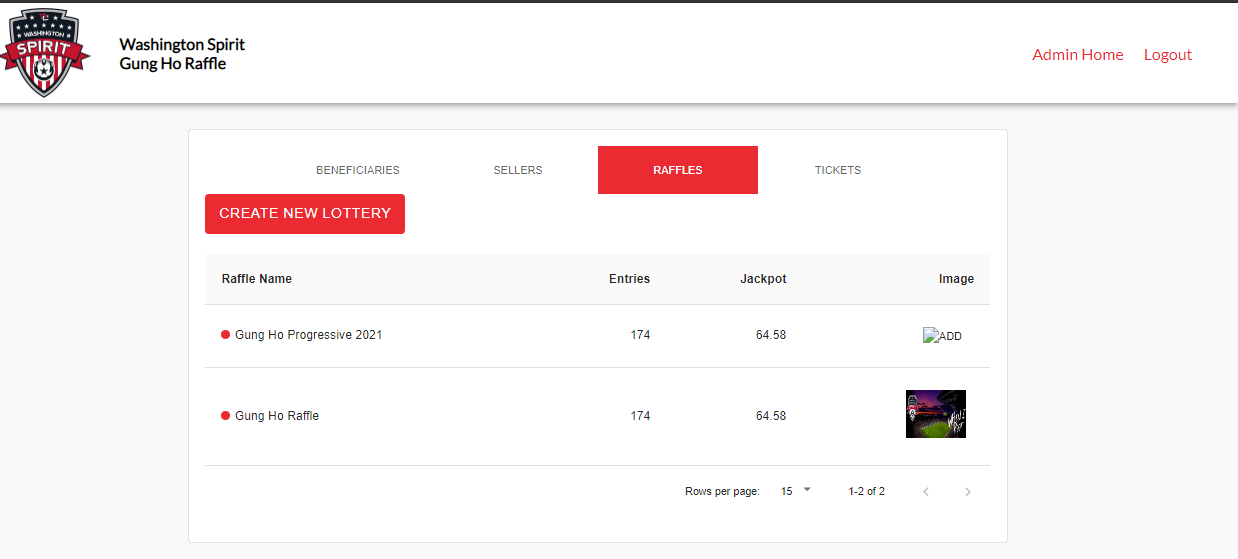 WASHINGTON
SPIRIT
Washington Spirit
Gung Ho Raffle
Admin Home
Logout
BENEFICIARIES
SELLERS
RAFFLES
TICKETS
CREATE NEW LOTTERY
Raffle Name Entries Jackpot Image
Gung Ho Progressive 2021 174 64.58 ADD
Gung Ho Raffle 174 64.58
Rows per page: 15 1-2 of 2